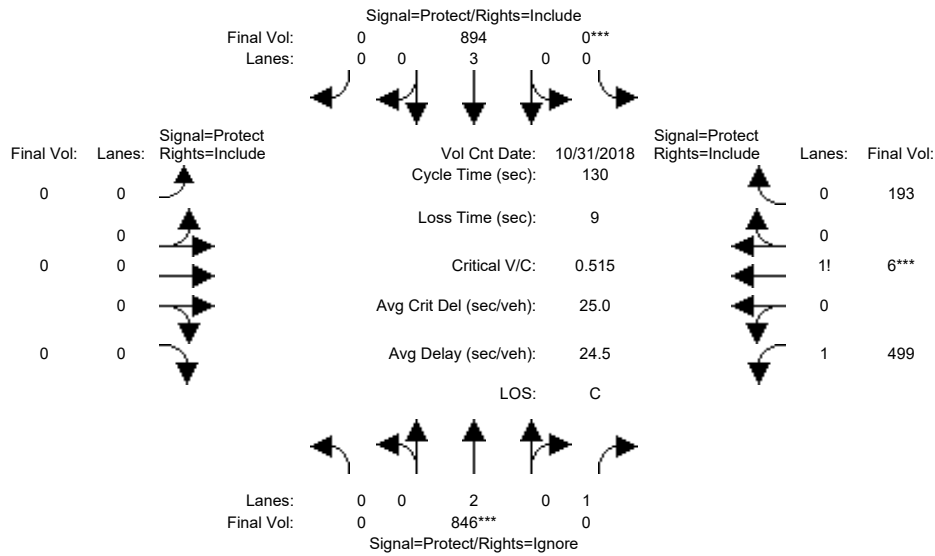 Signal=Protect/Rights=Include
Final Vol: 0 894 0***
Lanes: 0 0 3 0 0
Signal=Protect Signal=Protect
Final Vol: Lanes: Rights=Include Vol Cnt Date: 10/31/2018 Rights=Include Lanes: Final Vol:
Cycle Time (sec): 130
0 0 0 193
Loss Time (sec): 9
0 0
0 0 Critical V/C: 0.515 1! 6***
0 Avg Crit Del (sec/veh): 25.0 0
0 0 Avg Delay (sec/veh): 24.5 1 499
LOS: C
Lanes: 0 0 2 0 1
Final Vol: 0 846*** 0
Signal=Protect/Rights=Ignore